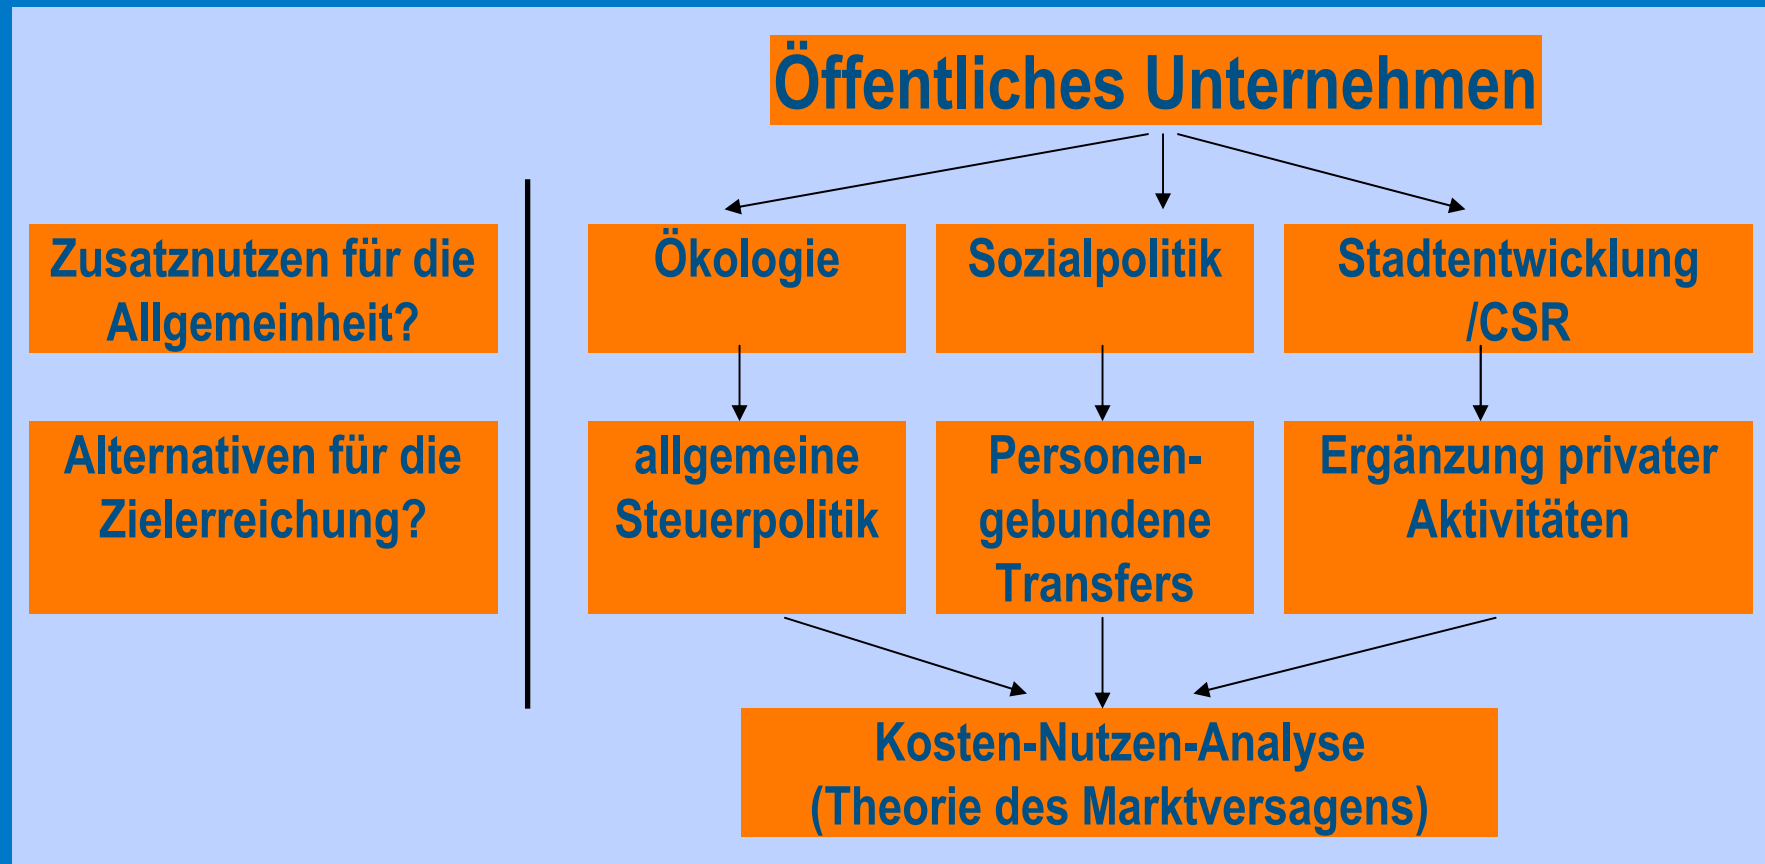 Öffentliches Unternehmen
Zusatznutzen für die
Allgemeinheit?
Ökologie
Sozialpolitik
Stadtentwicklung
/CSR
Alternativen für die
Zielerreichung?
allgemeine
Steuerpolitik
Personen-
gebundene
Transfers
Ergänzung privater
Aktivitäten
Kosten-Nutzen-Analyse
(Theorie des Marktversagens)